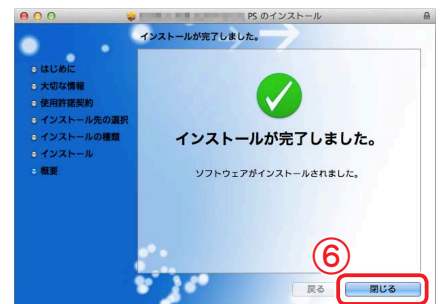 PS のインストール
インストールが完了しました。
はじめに
大切な情報
使用許諾契約
インストール先の選択
インストールの種類
インストール
概要
インストールが完了しました。
ソフトウェアがインストールされました。
⑥
戻る
閉じる